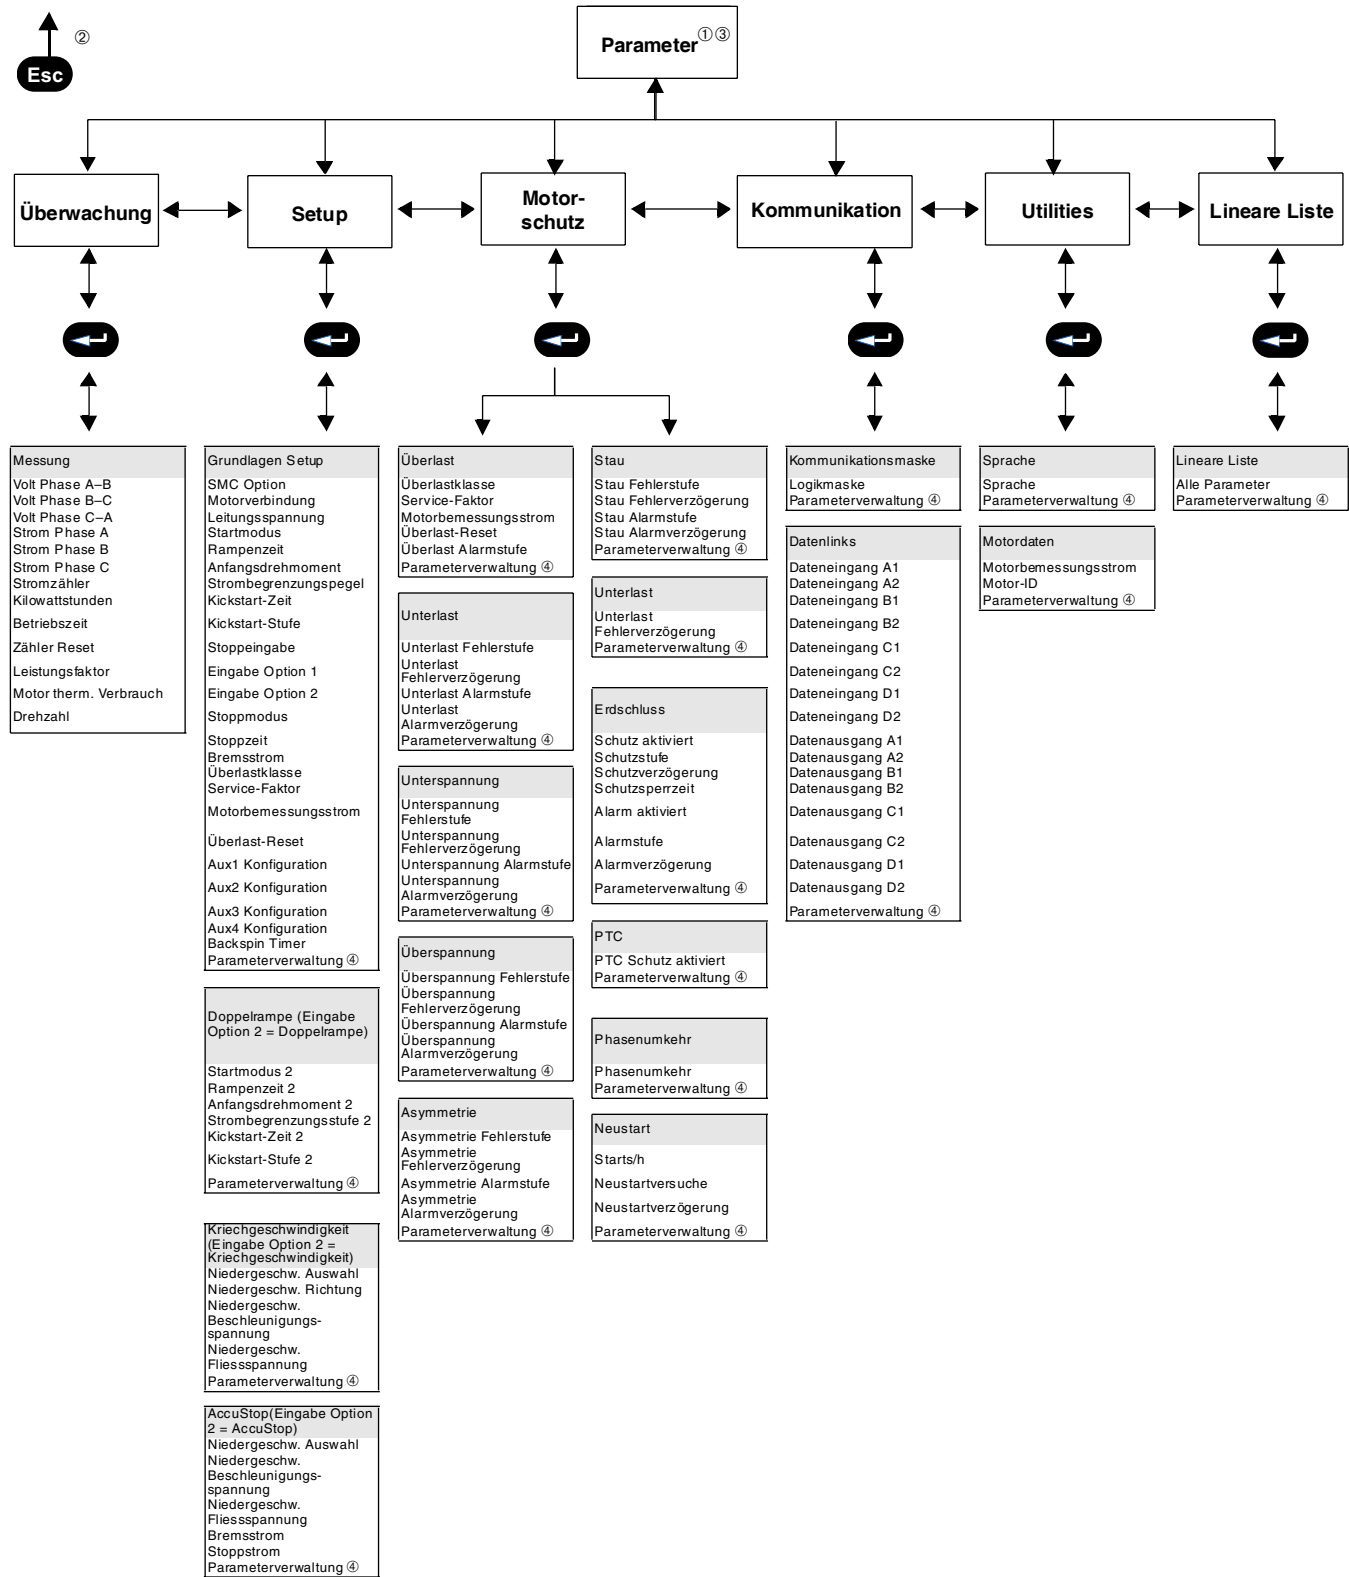 ②
Esc
Parameter①③
Überwachung
Setup
Motor-
schutz
Kommunikation
Utilities
Lineare Liste
Messung
Volt Phase A–B
Volt Phase B–C
Volt Phase C–A
Strom Phase A
Strom Phase B
Strom Phase C
Stromzähler
Kilowattstunden
Betriebszeit
Zähler Reset
Leistungsfaktor
Motor therm. Verbrauch
Drehzahl
Grundlagen Setup
SMC Option
Motorverbindung
Leitungsspannung
Startmodus
Rampenzeit
Anfangsdrehmoment
Strombegrenzungspegel
Kickstart-Zeit
Kickstart-Stufe
Stoppeingabe
Eingabe Option 1
Eingabe Option 2
Stoppmodus
Stoppzeit
Bremsstrom
Überlastklasse
Service-Faktor
Motorbemessungsstrom
Überlast-Reset
Aux1 Konfiguration
Aux2 Konfiguration
Aux3 Konfiguration
Aux4 Konfiguration
Backspin Timer
Parameterverwaltung ④
Doppelrampe (Eingabe
Option 2 = Doppelrampe)
Startmodus 2
Rampenzeit 2
Anfangsdrehmoment 2
Strombegrenzungsstufe 2
Kickstart-Zeit 2
Kickstart-Stufe 2
Parameterverwaltung ④
Kriechgeschwindigkeit
(Eingabe Option 2 =
Kriechgeschwindigkeit)
Niedergeschw. Auswahl
Niedergeschw. Richtung
Niedergeschw.
Beschleunigungs-
spannung
Niedergeschw.
Fliessspannung
Parameterverwaltung ④
AccuStop(Eingabe Option
2 = AccuStop)
Niedergeschw. Auswahl
Niedergeschw.
Beschleunigungs-
spannung
Niedergeschw.
Fliessspannung
Bremsstrom
Stoppstrom
Parameterverwaltung ④
Überlast
Überlastklasse
Service-Faktor
Motorbemessungsstrom
Überlast-Reset
Überlast Alarmstufe
Parameterverwaltung ④
Unterlast
Unterlast Fehlerstufe
Unterlast
Fehlerverzögerung
Unterlast Alarmstufe
Unterlast
Alarmverzögerung
Parameterverwaltung ④
Unterspannung
Unterspannung
Fehlerstufe
Unterspannung
Fehlerverzögerung
Unterspannung Alarmstufe
Unterspannung
Alarmverzögerung
Parameterverwaltung ④
Überspannung
Überspannung Fehlerstufe
Überspannung
Fehlerverzögerung
Überspannung Alarmstufe
Überspannung
Alarmverzögerung
Parameterverwaltung ④
Asymmetrie
Asymmetrie Fehlerstufe
Asymmetrie
Fehlerverzögerung
Asymmetrie Alarmstufe
Asymmetrie
Alarmverzögerung
Parameterverwaltung ④
Stau
Stau Fehlerstufe
Stau Fehlerverzögerung
Stau Alarmstufe
Stau Alarmverzögerung
Parameterverwaltung ④
Unterlast
Unterlast
Fehlerverzögerung
Parameterverwaltung ④
Erdschluss
Schutz aktiviert
Schutzstufe
Schutzverzögerung
Schutzsperrzeit
Alarm aktiviert
Alarmstufe
Alarmverzögerung
Parameterverwaltung ④
PTC
PTC Schutz aktiviert
Parameterverwaltung ④
Phasenumkehr
Phasenumkehr
Parameterverwaltung ④
Neustart
Starts/h
Neustartversuche
Neustartverzögerung
Parameterverwaltung ④
Kommunikationsmaske
Logikmaske
Parameterverwaltung ④
Datenlinks
Dateneingang A1
Dateneingang A2
Dateneingang B1
Dateneingang B2
Dateneingang C1
Dateneingang C2
Dateneingang D1
Dateneingang D2
Datenausgang A1
Datenausgang A2
Datenausgang B1
Datenausgang B2
Datenausgang C1
Datenausgang C2
Datenausgang D1
Datenausgang D2
Parameterverwaltung ④
Sprache
Sprache
Parameterverwaltung ④
Motordaten
Motorbemessungsstrom
Motor-ID
Parameterverwaltung ④
Lineare Liste
Alle Parameter
Parameterverwaltung ④